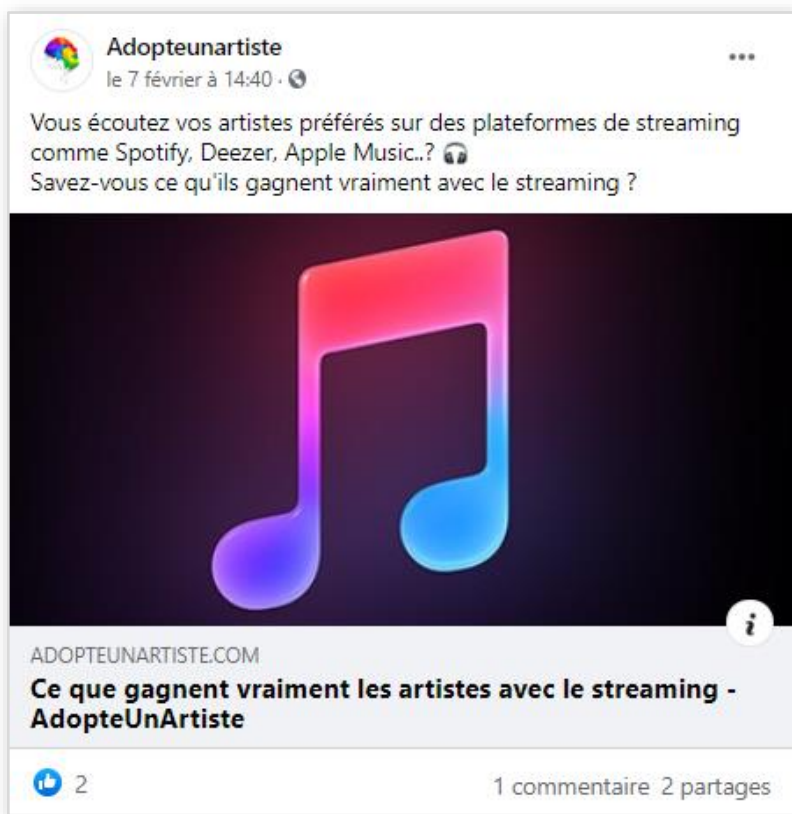 Adopteunartiste
le 7 février à 14:40 ·
Vous écoutez vos artistes préférés sur des plateformes de streaming
comme Spotify, Deezer, Apple Music..? 🎧
Savez-vous ce qu'ils gagnent vraiment avec le streaming ?
i
ADOPTEUNARTISTE.COM
Ce que gagnent vraiment les artistes avec le streaming -
AdopteUnArtiste
2
1 commentaire 2 partages